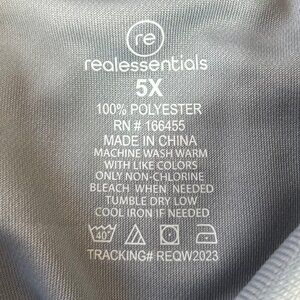 re
realessentials
5X
100% POLYESTER
RN # 166455
MADE IN CHINA
MACHINE WASH WARM
WITH LIKE COLORS
ONLY NON-CHLORINE
BLEACH WHEN NEEDED
TUMBLE DRY LOW
COOL IRON IF NEEDED
40°
TRACKING# REQW2023